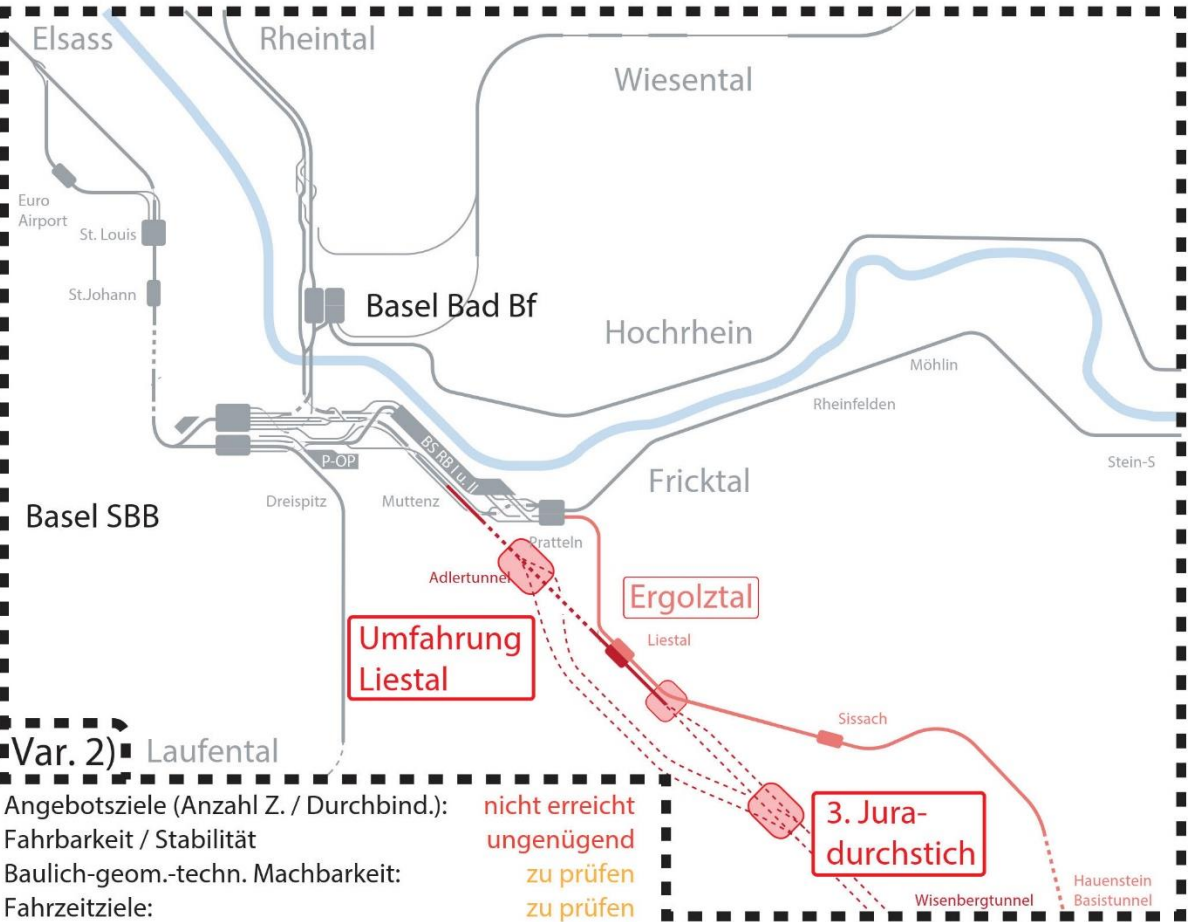 Elsass
Rheintal
Wiesental
Euro
Airport
St. Louis
St.Johann
Basel Bad Bf
Hochrhein
Möhlin
Rheinfelden
Stein-S
BS RB I u. II
P-OP
Dreispitz
Muttenz
Fricktal
Basel SBB
Pratteln
Adlertunnel
Ergolztal
Umfahrung
Liestal
Liestal
Sissach
Var. 2)
Laufental
3. Jura-
durchstich
Wisenbergtunnel
Hauenstein
Basistunnel
Angebotsziele (Anzahl Z. / Durchbind.): nicht erreicht
Fahrbarkeit / Stabilität ungenügend
Baulich-geom.-techn. Machbarkeit: zu prüfen
Fahrzeitziele: zu prüfen